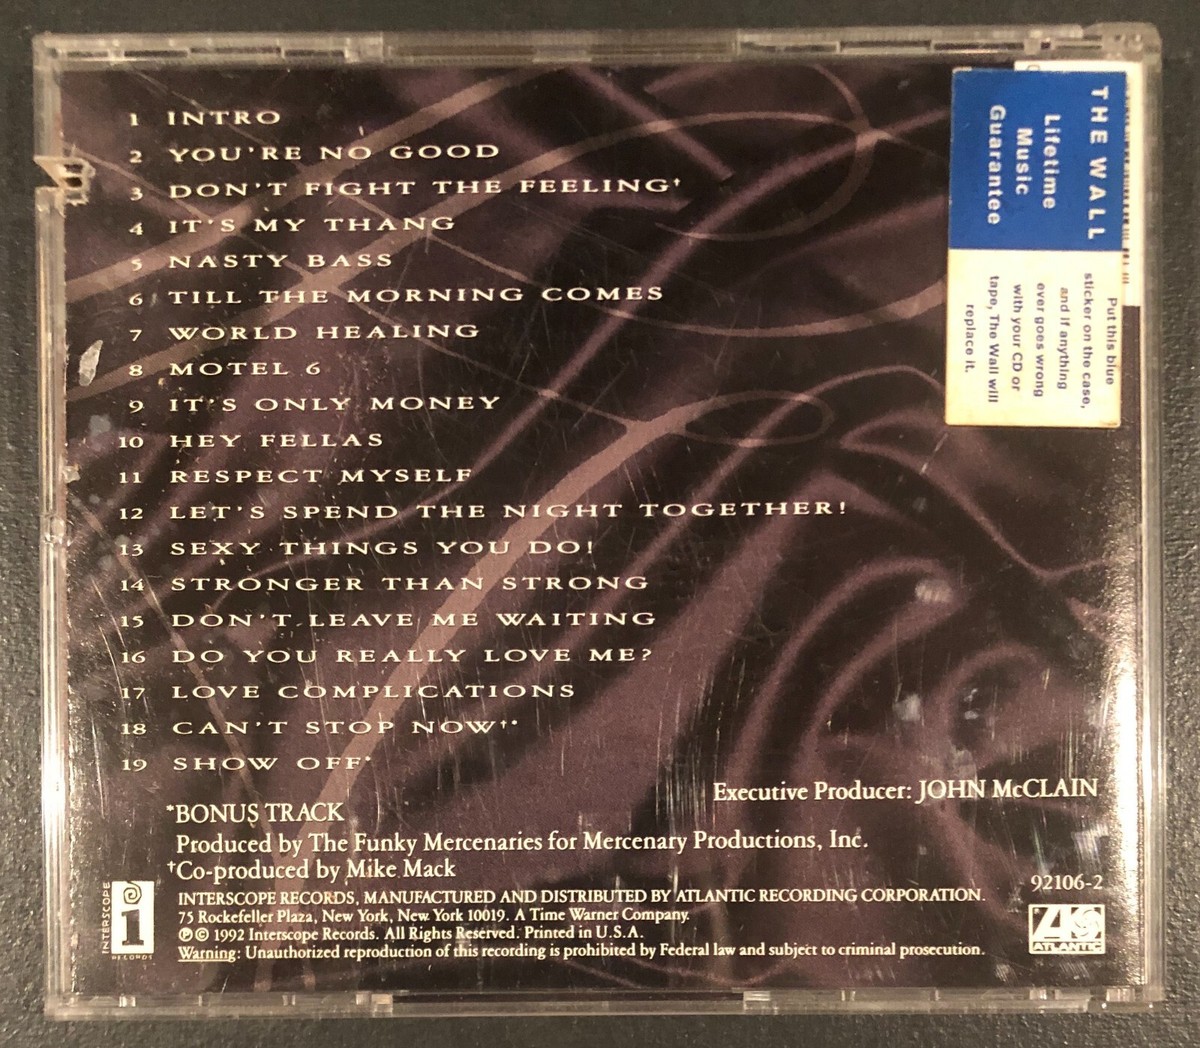 1 INTRO
2 YOU'RE NO GOOD
3 DON'T FIGHT THE FEELING†
4 IT'S MY THANG
5 NASTY BASS
6 TILL THE MORNING COMES
7 WORLD HEALING
8 MOTEL 6
9 IT'S ONLY MONEY
10 HEY FELLAS
11 RESPECT MYSELF
12 LET'S SPEND THE NIGHT TOGETHER!
13 SEXY THINGS YOU DO!
14 STRONGER THAN STRONG
15 DON'T LEAVE ME WAITING
16 DO YOU REALLY LOVE ME?
17 LOVE COMPLICATIONS
18 CAN'T STOP NOW†*
19 SHOW OFF*
Executive Producer: JOHN McCLAIN
*BONUS TRACK
Produced by The Funky Mercenaries for Mercenary Productions, Inc.
†Co-produced by Mike Mack
INTERSCOPE RECORDS, MANUFACTURED AND DISTRIBUTED BY ATLANTIC RECORDING CORPORATION.
75 Rockefeller Plaza, New York, New York 10019. A Time Warner Company.
℗ © 1992 Interscope Records. All Rights Reserved. Printed in U.S.A.
Warning: Unauthorized reproduction of this recording is prohibited by Federal law and subject to criminal prosecution.
INTERSCOPE
i
RECORDS
92106-2
ATLANTIC
THE WALL
Lifetime
Music
Guarantee
Put this blue
sticker on the case,
and if anything
ever goes wrong
with your CD or
tape, The Wall will
replace it.